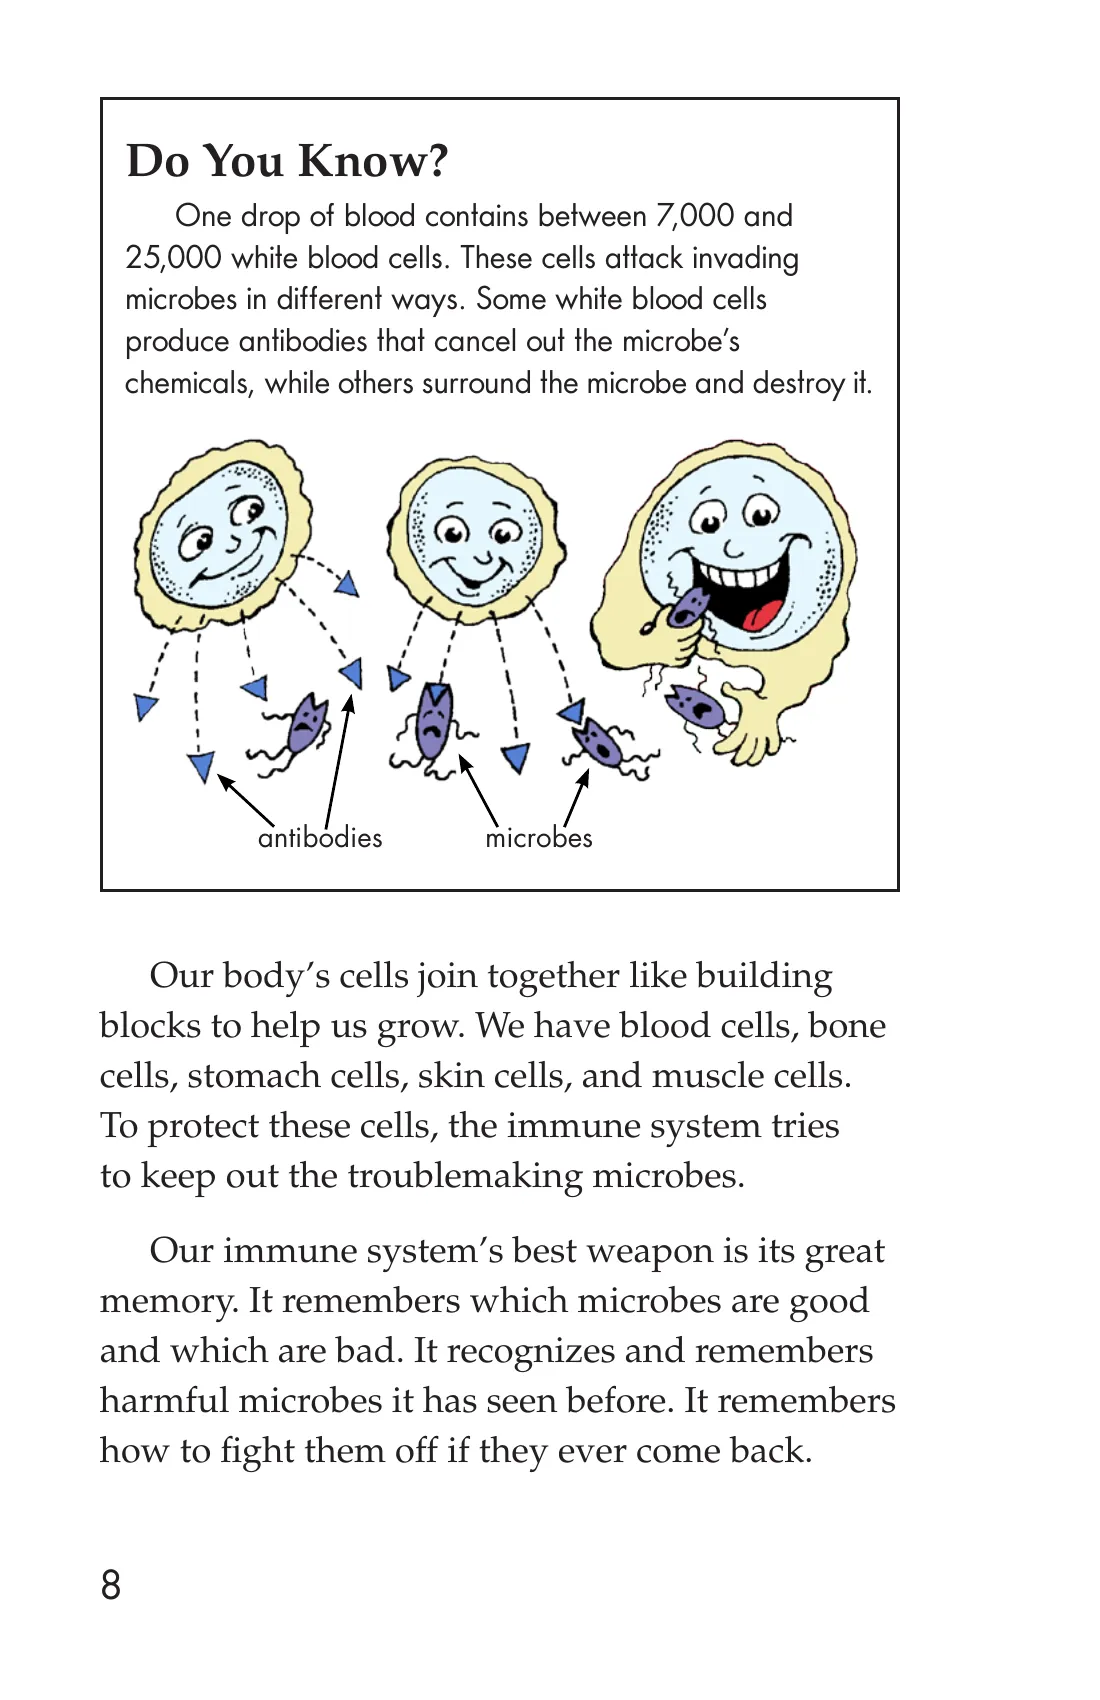 Do You Know?
One drop of blood contains between 7,000 and
25,000 white blood cells. These cells attack invading
microbes in different ways. Some white blood cells
produce antibodies that cancel out the microbe’s
chemicals, while others surround the microbe and destroy it.
antibodies
microbes
Our body’s cells join together like building
blocks to help us grow. We have blood cells, bone
cells, stomach cells, skin cells, and muscle cells.
To protect these cells, the immune system tries
to keep out the troublemaking microbes.
Our immune system’s best weapon is its great
memory. It remembers which microbes are good
and which are bad. It recognizes and remembers
harmful microbes it has seen before. It remembers
how to fight them off if they ever come back.
8